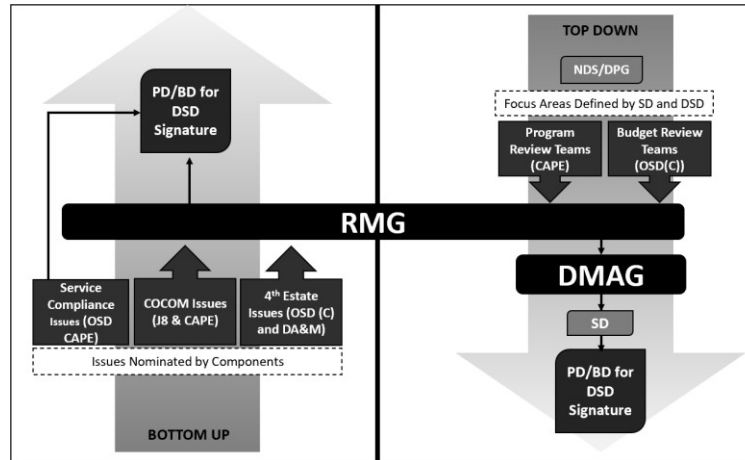 PD/BD for
DSD
Signature
RMG
Service
Compliance
Issues (OSD
CAPE)
COCOM Issues
(J8 & CAPE)
4th Estate
Issues (OSD (C)
and DA&M)
Issues Nominated by Components
BOTTOM UP
TOP DOWN
NDS/DPG
Focus Areas Defined by SD and DSD
Program
Review Teams
(CAPE)
Budget Review
Teams
(OSD(C))
DMAG
SD
PD/BD for
DSD
Signature